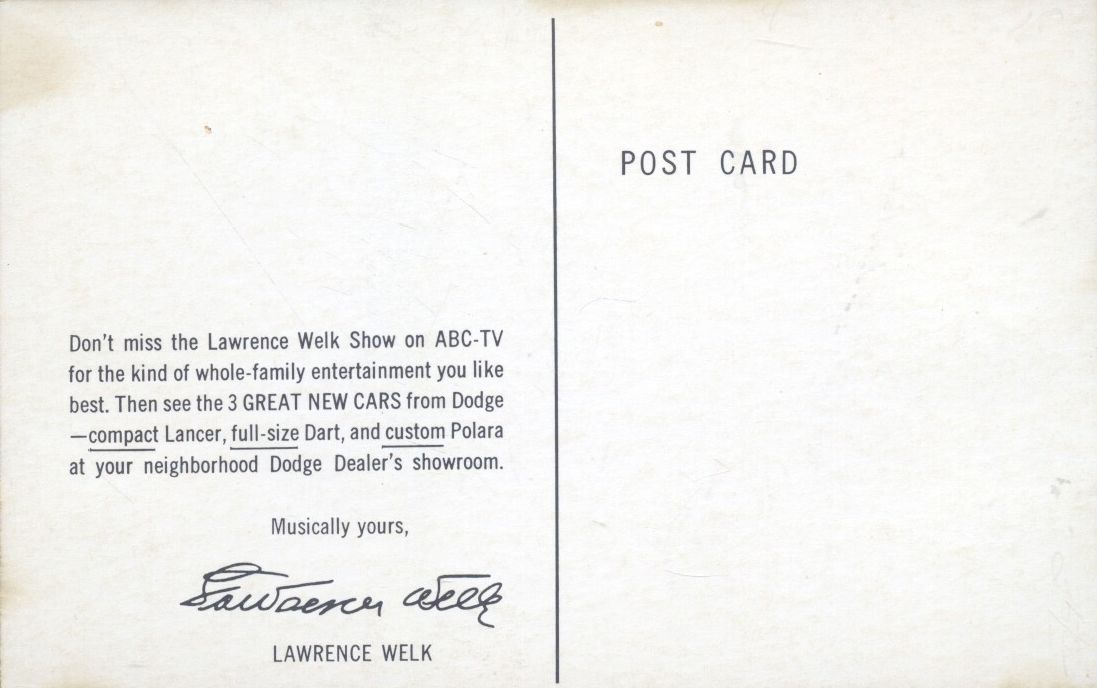 POST CARD
Don't miss the Lawrence Welk Show on ABC-TV
for the kind of whole-family entertainment you like
best. Then see the 3 GREAT NEW CARS from Dodge
—compact Lancer, full-size Dart, and custom Polara
at your neighborhood Dodge Dealer's showroom.
Musically yours,
Lawrence Welk
LAWRENCE WELK